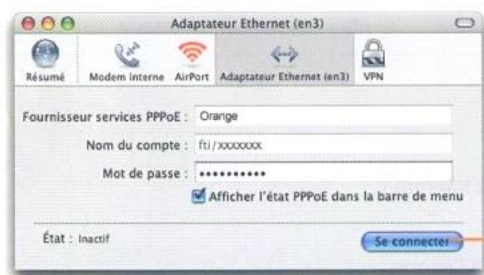 Adaptateur Ethernet (en3)
Résumé Modem interne AirPort Adaptateur Ethernet (en3) VPN
Fournisseur services PPPoE : Orange
Nom du compte : fti/xxxxxxx
Mot de passe : ••••••••••
Afficher l'état PPPoE dans la barre de menu
État : Inactif
Se connecter